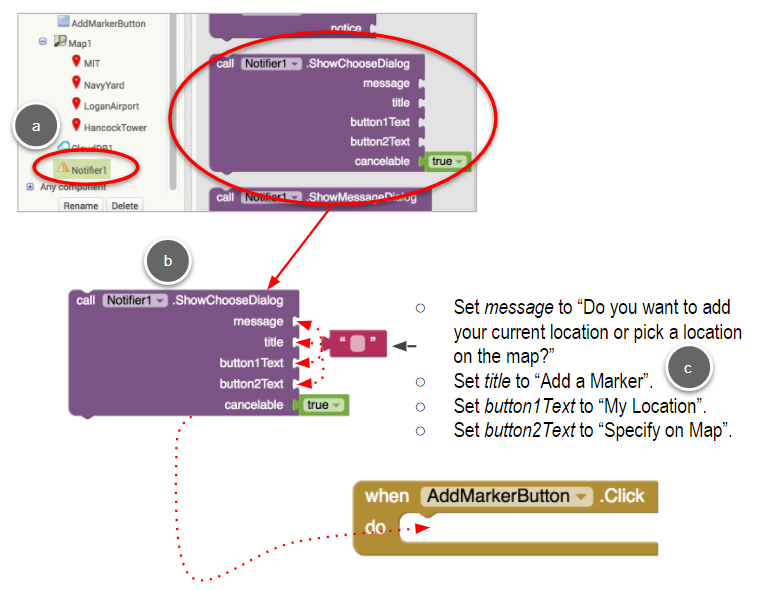 AddMarkerButton
Map1
MIT
NavyYard
LoganAirport
HancockTower
CloudDB1
Notifier1
Any component
Rename Delete
a
notice
call Notifier1 .ShowChooseDialog
message
title
button1Text
button2Text
cancelable true
call Notifier1 .ShowMessageDialog
b
call Notifier1 .ShowChooseDialog
message
title
button1Text
button2Text
cancelable true
“ ”
○ Set message to “Do you want to add
your current location or pick a location
on the map?”
○ Set title to “Add a Marker”.
○ Set button1Text to “My Location”.
○ Set button2Text to “Specify on Map”.
c
when AddMarkerButton .Click
do